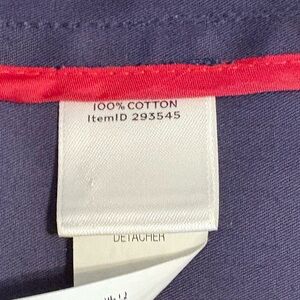 100% COTTON
ItemID 293545
DETACHER